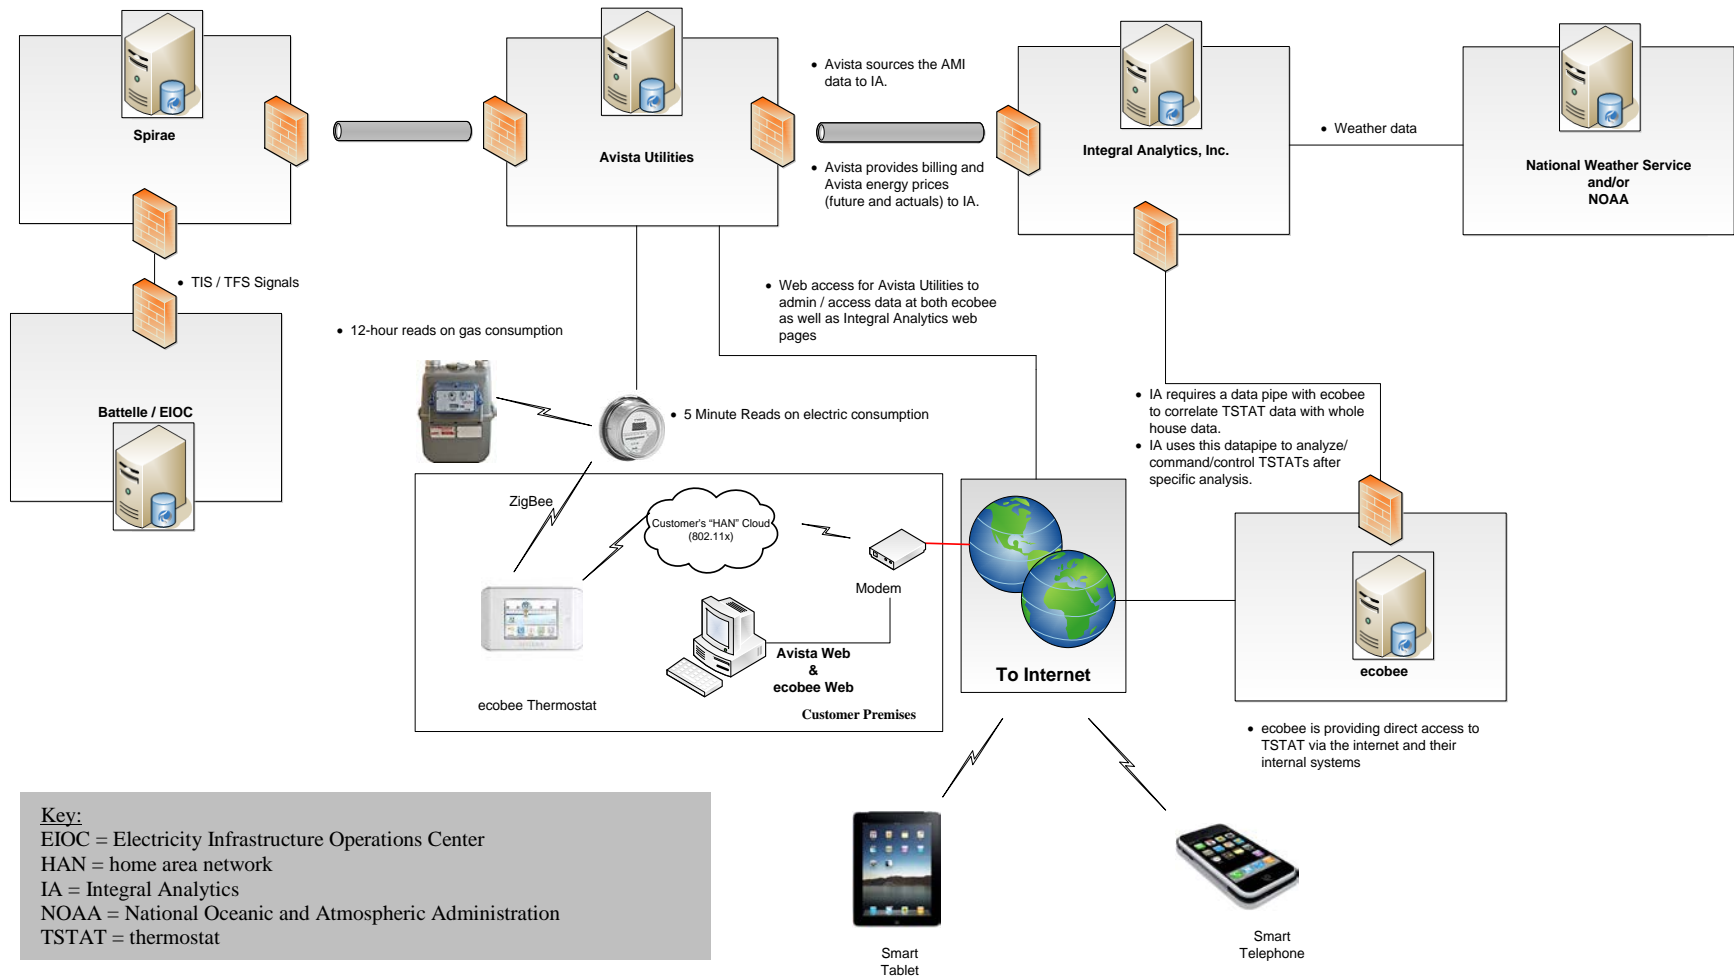 Spirae
Avista Utilities
• Avista sources the AMI
data to IA.
• Avista provides billing and
Avista energy prices
(future and actuals) to IA.
Integral Analytics, Inc.
• Weather data
National Weather Service
and/or
NOAA
• TIS / TFS Signals
Battelle / EIOC
• 12-hour reads on gas consumption
• 5 Minute Reads on electric consumption
• Web access for Avista Utilities to
admin / access data at both ecobee
as well as Integral Analytics web
pages
• IA requires a data pipe with ecobee
to correlate TSTAT data with whole
house data.
• IA uses this datapipe to analyze/
command/control TSTATs after
specific analysis.
ZigBee
Customer's "HAN" Cloud
(802.11x)
Modem
ecobee Thermostat
Avista Web
&
ecobee Web
Customer Premises
To Internet
ecobee
• ecobee is providing direct access to
TSTAT via the internet and their
internal systems
Key:
EIOC = Electricity Infrastructure Operations Center
HAN = home area network
IA = Integral Analytics
NOAA = National Oceanic and Atmospheric Administration
TSTAT = thermostat
Smart
Tablet
Smart
Telephone